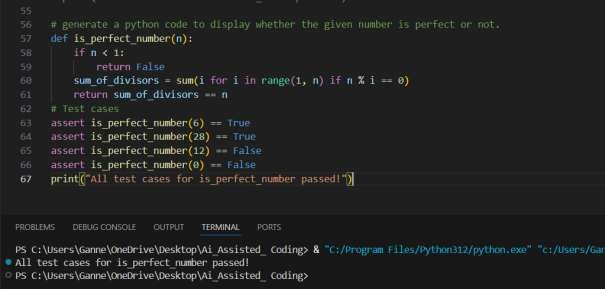 55
56 # generate a python code to display whether the given number is perfect or not.
57 def is_perfect_number(n):
58     if n < 1:
59         return False
60     sum_of_divisors = sum(i for i in range(1, n) if n % i == 0)
61     return sum_of_divisors == n
62 # Test cases
63 assert is_perfect_number(6) == True
64 assert is_perfect_number(28) == True
65 assert is_perfect_number(12) == False
66 assert is_perfect_number(0) == False
67 print("All test cases for is_perfect_number passed!")
PROBLEMS DEBUG CONSOLE OUTPUT TERMINAL PORTS
PS C:\Users\Ganne\OneDrive\Desktop\Ai_Assisted_ Coding> & "C:/Program Files/Python312/python.exe" "c:/Users/Gan
All test cases for is_perfect_number passed!
PS C:\Users\Ganne\OneDrive\Desktop\Ai_Assisted_ Coding>